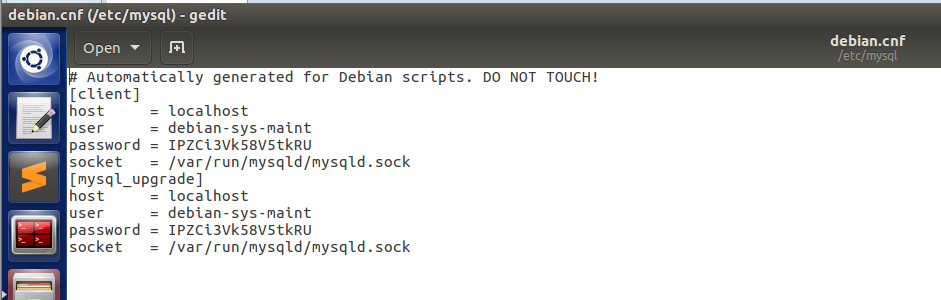 debian.cnf (/etc/mysql) - gedit
Open
debian.cnf
/etc/mysql
# Automatically generated for Debian scripts. DO NOT TOUCH!
[client]
host     = localhost
user     = debian-sys-maint
password = IPZCi3Vk58V5tkRU
socket   = /var/run/mysqld/mysqld.sock
[mysql_upgrade]
host     = localhost
user     = debian-sys-maint
password = IPZCi3Vk58V5tkRU
socket   = /var/run/mysqld/mysqld.sock